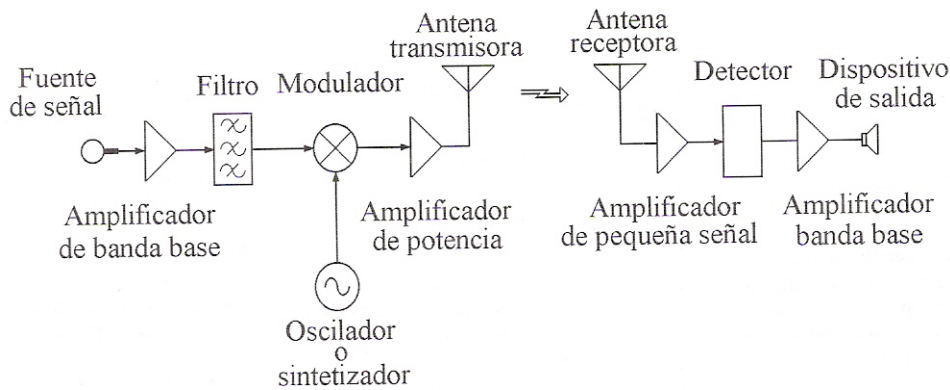 Fuente
de señal
Filtro
Modulador
Antena
transmisora
Antena
receptora
Detector
Dispositivo
de salida
Amplificador
de banda base
Amplificador
de potencia
Amplificador
de pequeña señal
Amplificador
banda base
Oscilador
o
sintetizador